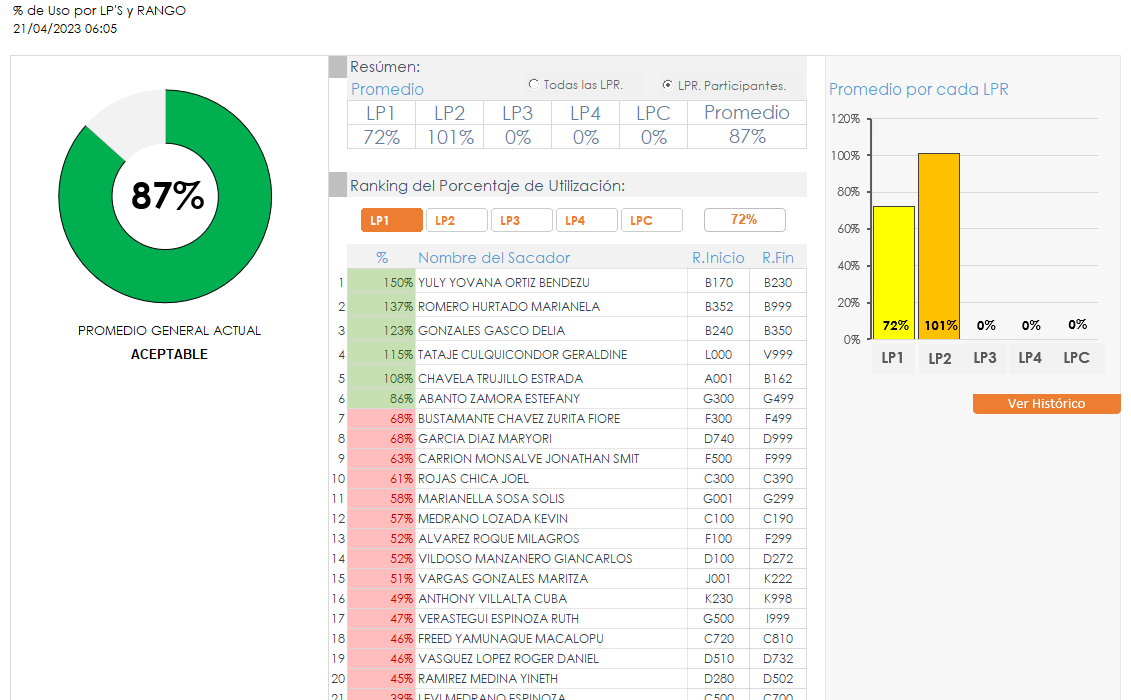 % de Uso por LP'S y RANGO
21/04/2023 06:05
87%
PROMEDIO GENERAL ACTUAL
ACEPTABLE
Resúmen:
Promedio
Todas las LPR.
LPR. Participantes.
LP1 LP2 LP3 LP4 LPC Promedio
72% 101% 0% 0% 0% 87%
Ranking del Porcentaje de Utilización:
LP1 LP2 LP3 LP4 LPC 72%
% Nombre del Sacador R.Inicio R.Fin
1 150% YULY YOVANA ORTIZ BENDEZU B170 B230
2 137% ROMERO HURTADO MARIANELA B352 B999
3 123% GONZALES GASCO DELIA B240 B350
4 115% TATAJE CULQUICONDOR GERALDINE L000 V999
5 108% CHAVELA TRUJILLO ESTRADA A001 B162
6 86% ABANTO ZAMORA ESTEFANY G300 G499
7 68% BUSTAMANTE CHAVEZ ZURITA FIORE F300 F499
8 68% GARCIA DIAZ MARYORI D740 D999
9 63% CARRION MONSALVE JONATHAN SMIT F500 F999
10 61% ROJAS CHICA JOEL C300 C390
11 58% MARIANELLA SOSA SOLIS G001 G299
12 57% MEDRANO LOZADA KEVIN C100 C190
13 52% ALVAREZ ROQUE MILAGROS F100 F299
14 52% VILDOSO MANZANERO GIANCARLOS D100 D272
15 51% VARGAS GONZALES MARITZA J001 K222
16 49% ANTHONY VILLALTA CUBA K230 K998
17 47% VERASTEGUI ESPINOZA RUTH G500 I999
18 46% FREED YAMUNAQUE MACALOPU C720 C810
19 46% VASQUEZ LOPEZ ROGER DANIEL D510 D732
20 45% RAMIREZ MEDINA YINETH D280 D502
21 39% LEVI MEDRANO ESPINOZA C500 C700
Promedio por cada LPR
120%
100%
80%
60%
40%
20%
0%
72% 101% 0% 0% 0%
LP1 LP2 LP3 LP4 LPC
Ver Histórico